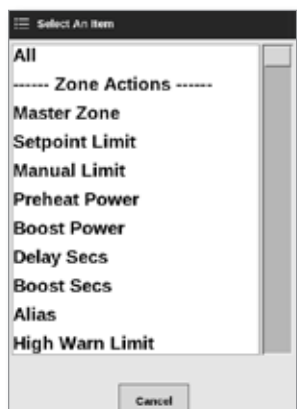 Select An Item
All
------ Zone Actions ------
Master Zone
Setpoint Limit
Manual Limit
Preheat Power
Boost Power
Delay Secs
Boost Secs
Alias
High Warn Limit
Cancel